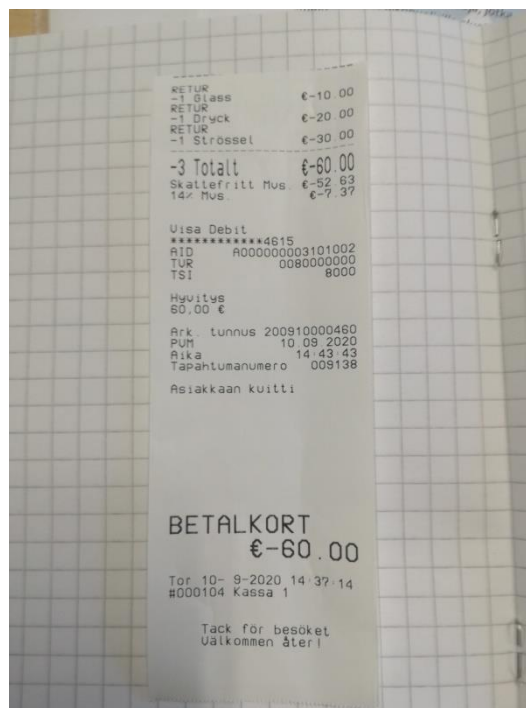 RETUR
-1 Glass €-10.00
RETUR
-1 Dryck €-20.00
RETUR
-1 Strössel €-30.00
-3 Totalt €-60.00
Skattefritt Mvs. €-52.63
14% Mvs. €-7.37
Visa Debit
************4615
AID A000000003101002
TVR 0080000000
TSI 8000
Hyvitys
60,00 €
Ark. tunnus 200910000460
PVM 10.09.2020
Aika 14:43:43
Tapahtumanumero 009138
Asiakkaan kuitti
BETALKORT
€-60.00
Tor 10- 9-2020 14:37:14
#000104 Kassa 1
Tack för besöket
Välkommen åter!